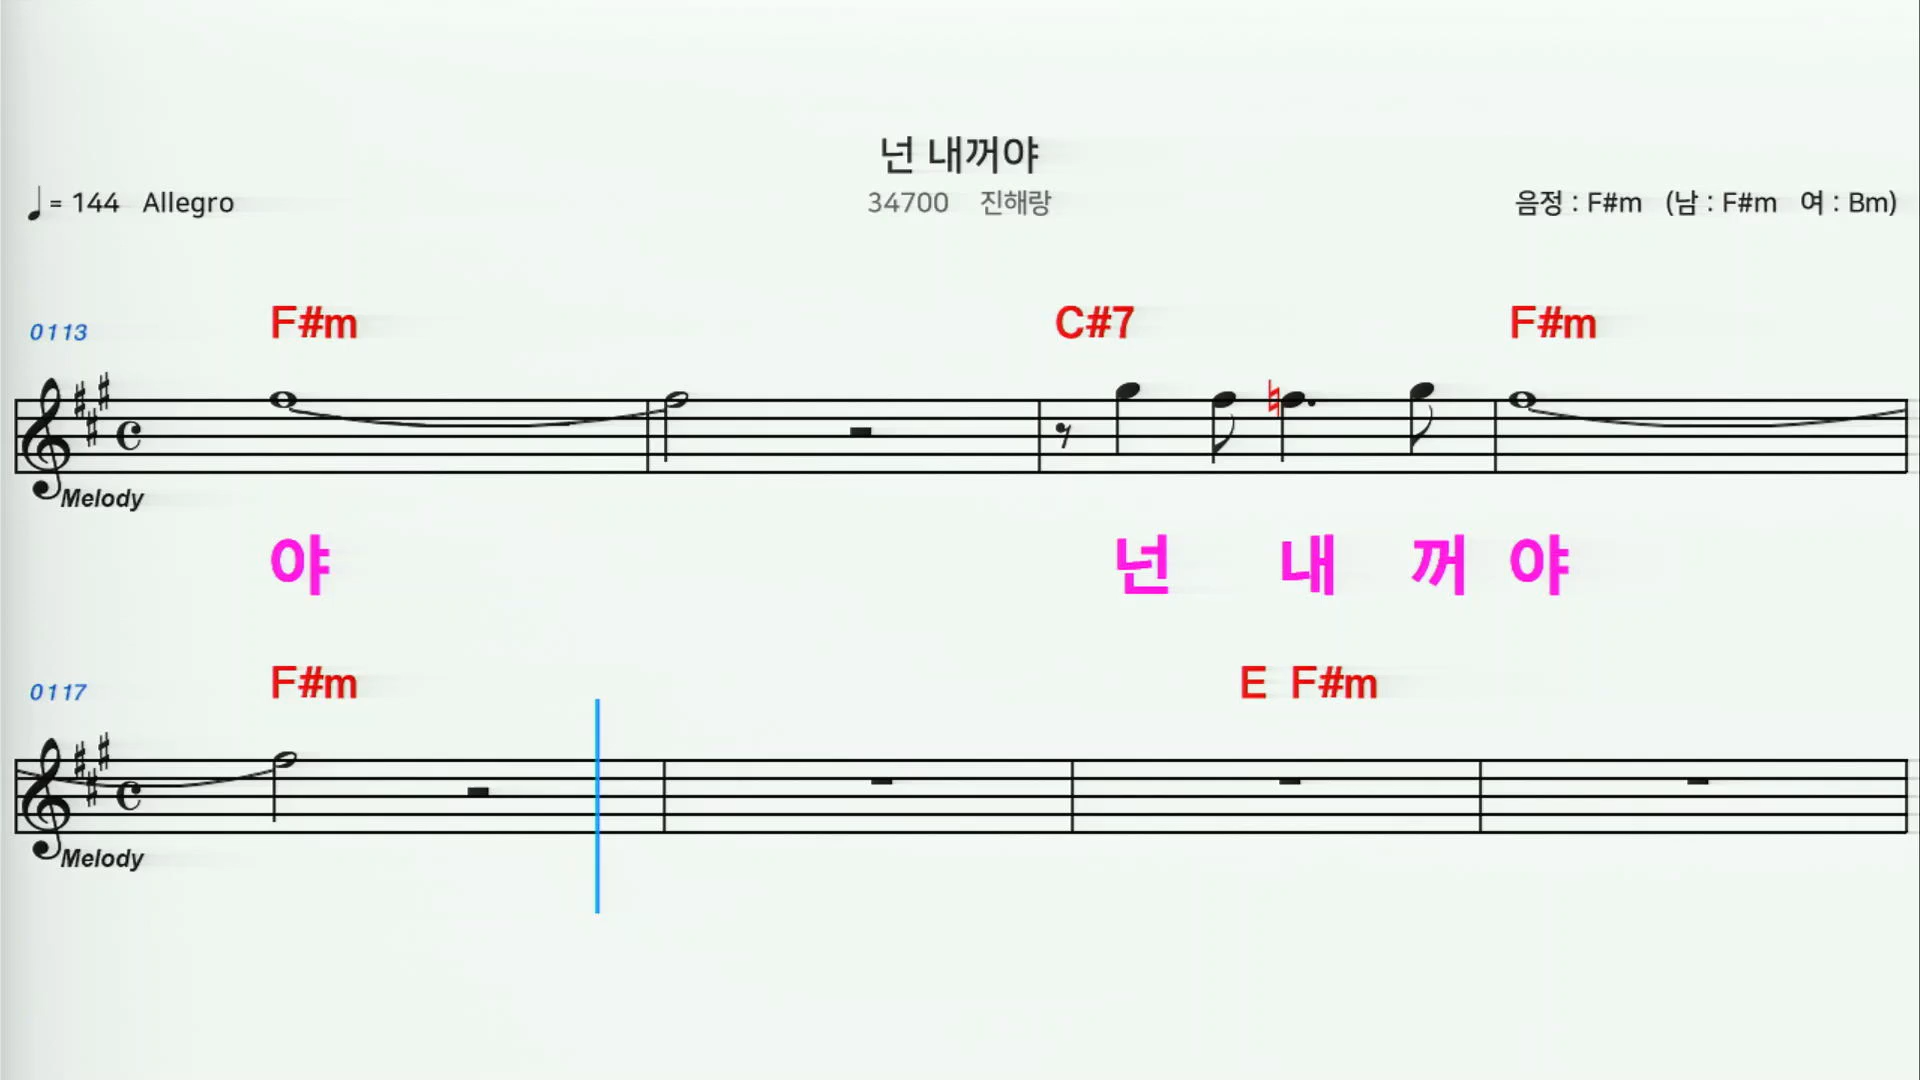 넌 내꺼야
♩= 144 Allegro
34700 진해랑
음정 : F#m (남 : F#m 여 : Bm)
0113
F#m C#7 F#m
Melody
야 넌 내 꺼 야
0117
F#m E F#m
Melody